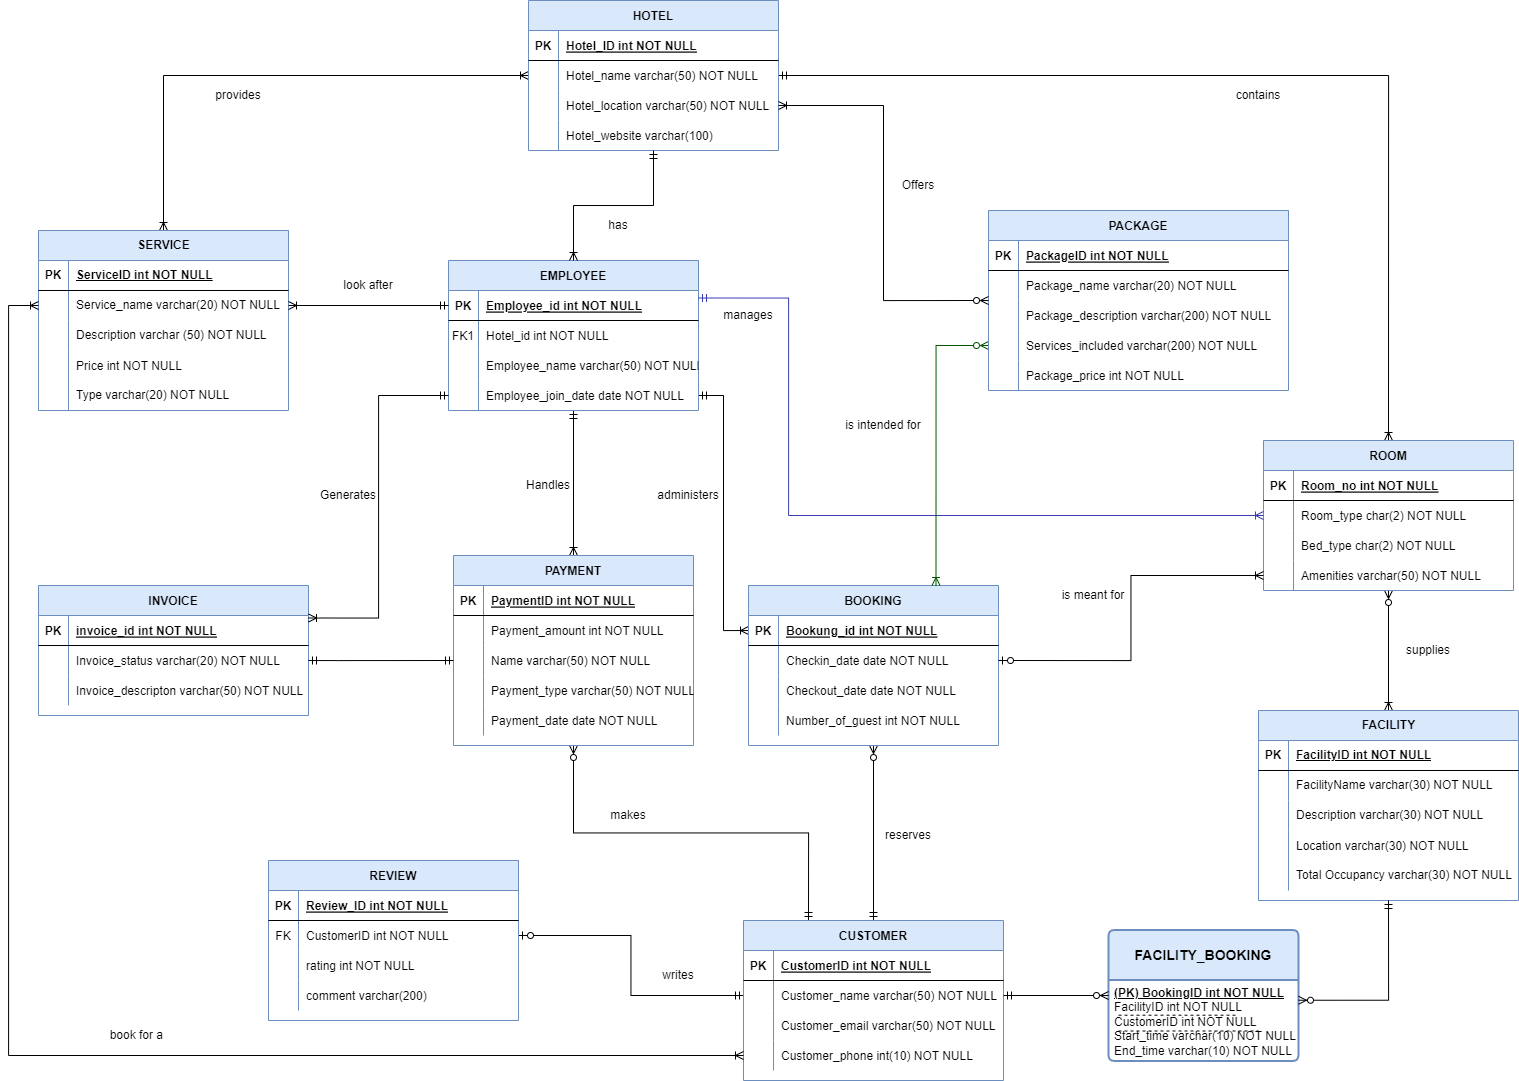 HOTEL
PK Hotel_ID int NOT NULL
Hotel_name varchar(50) NOT NULL
Hotel_location varchar(50) NOT NULL
Hotel_website varchar(100)
provides
contains
Offers
has
SERVICE
PK ServiceID int NOT NULL
Service_name varchar(20) NOT NULL
Description varchar (50) NOT NULL
Price int NOT NULL
Type varchar(20) NOT NULL
look after
EMPLOYEE
PK Employee_id int NOT NULL
FK1 Hotel_id int NOT NULL
Employee_name varchar(50) NOT NULL
Employee_join_date date NOT NULL
manages
PACKAGE
PK PackageID int NOT NULL
Package_name varchar(20) NOT NULL
Package_description varchar(200) NOT NULL
Services_included varchar(200) NOT NULL
Package_price int NOT NULL
is intended for
Generates
Handles
administers
ROOM
PK Room_no int NOT NULL
Room_type char(2) NOT NULL
Bed_type char(2) NOT NULL
Amenities varchar(50) NOT NULL
is meant for
supplies
INVOICE
PK invoice_id int NOT NULL
Invoice_status varchar(20) NOT NULL
Invoice_descripton varchar(50) NOT NULL
PAYMENT
PK PaymentID int NOT NULL
Payment_amount int NOT NULL
Name varchar(50) NOT NULL
Payment_type varchar(50) NOT NULL
Payment_date date NOT NULL
BOOKING
PK Bookung_id int NOT NULL
Checkin_date date NOT NULL
Checkout_date date NOT NULL
Number_of_guest int NOT NULL
FACILITY
PK FacilityID int NOT NULL
FacilityName varchar(30) NOT NULL
Description varchar(30) NOT NULL
Location varchar(30) NOT NULL
Total Occupancy varchar(30) NOT NULL
makes
reserves
REVIEW
PK Review_ID int NOT NULL
FK CustomerID int NOT NULL
rating int NOT NULL
comment varchar(200)
writes
book for a
CUSTOMER
PK CustomerID int NOT NULL
Customer_name varchar(50) NOT NULL
Customer_email varchar(50) NOT NULL
Customer_phone int(10) NOT NULL
FACILITY_BOOKING
(PK) BookingID int NOT NULL
FacilityID int NOT NULL
CustomerID int NOT NULL
Start_time varchar(10) NOT NULL
End_time varchar(10) NOT NULL